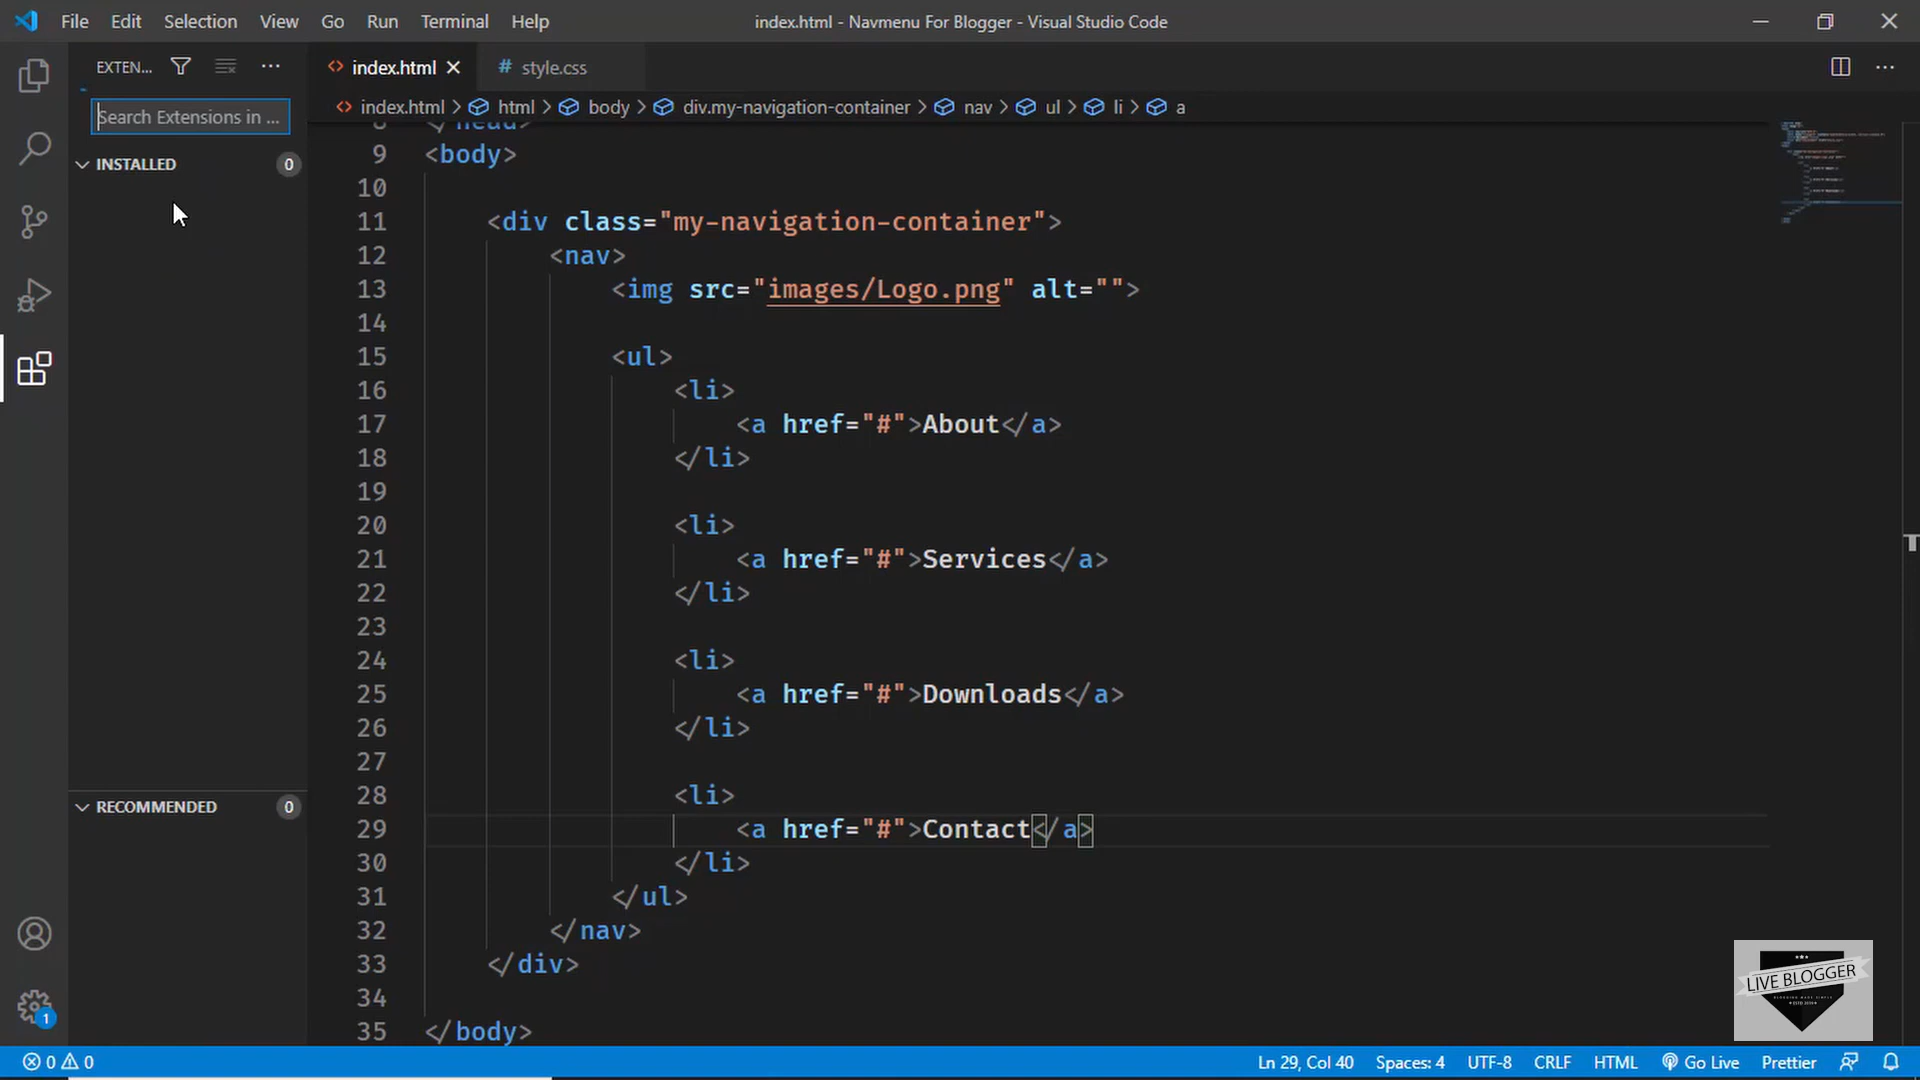 File Edit Selection View Go Run Terminal Help
index.html - Navmenu For Blogger - Visual Studio Code
EXTEN...
index.html
# style.css
Search Extensions in ...
index.html > html > body > div.my-navigation-container > nav > ul > li > a
INSTALLED 0
8 </head>
9 <body>
10
11 <div class="my-navigation-container">
12 <nav>
13 <img src="images/Logo.png" alt="">
14
15 <ul>
16 <li>
17 <a href="#">About</a>
18 </li>
19
20 <li>
21 <a href="#">Services</a>
22 </li>
23
24 <li>
25 <a href="#">Downloads</a>
26 </li>
27
28 <li>
29 <a href="#">Contact</a>
30 </li>
31 </ul>
32 </nav>
33 </div>
34
35 </body>
RECOMMENDED 0
1
LIVE BLOGGER
0 0
Ln 29, Col 40 Spaces: 4 UTF-8 CRLF HTML Go Live Prettier